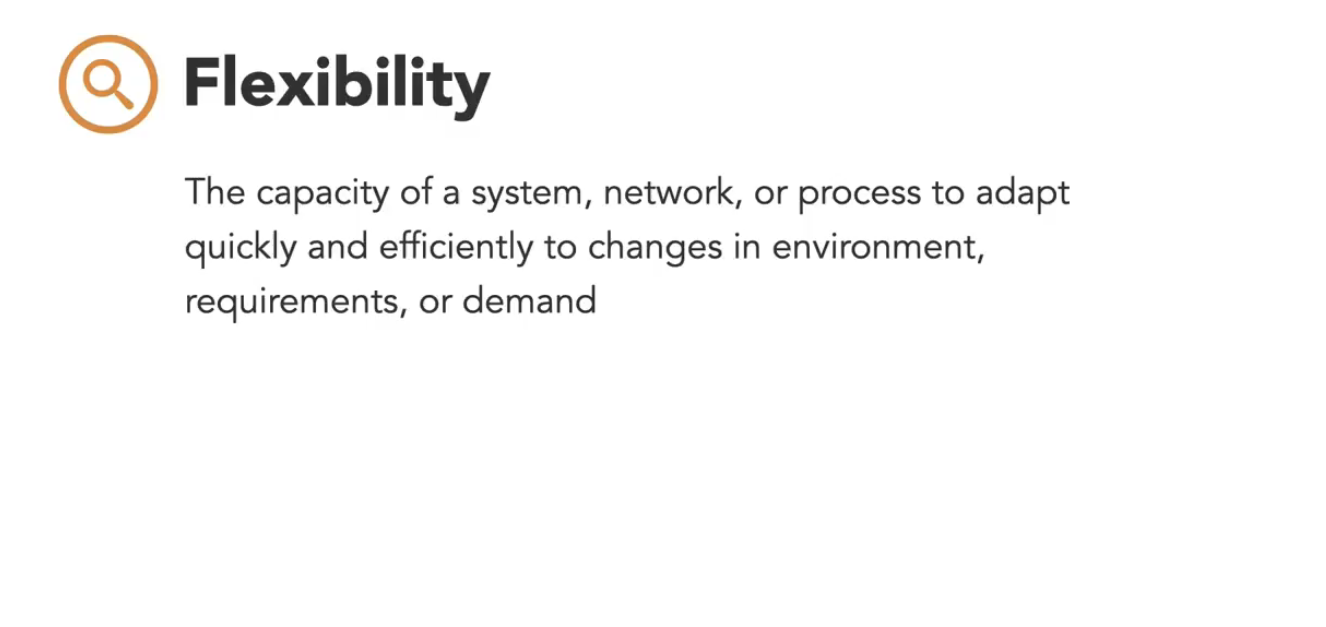 Flexibility
The capacity of a system, network, or process to adapt
quickly and efficiently to changes in environment,
requirements, or demand